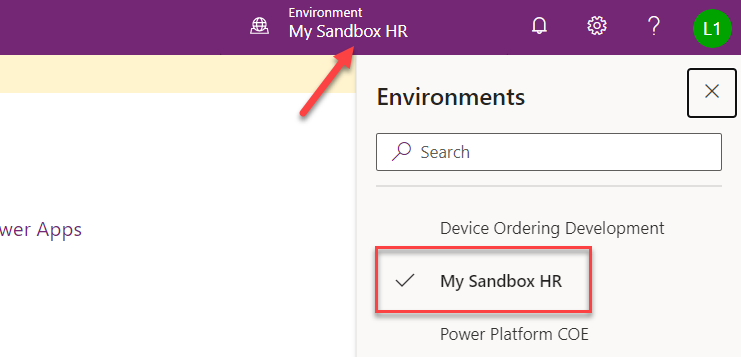 Environment
My Sandbox HR
?
L1
Environments
Search
wer Apps
Device Ordering Development
My Sandbox HR
Power Platform COE